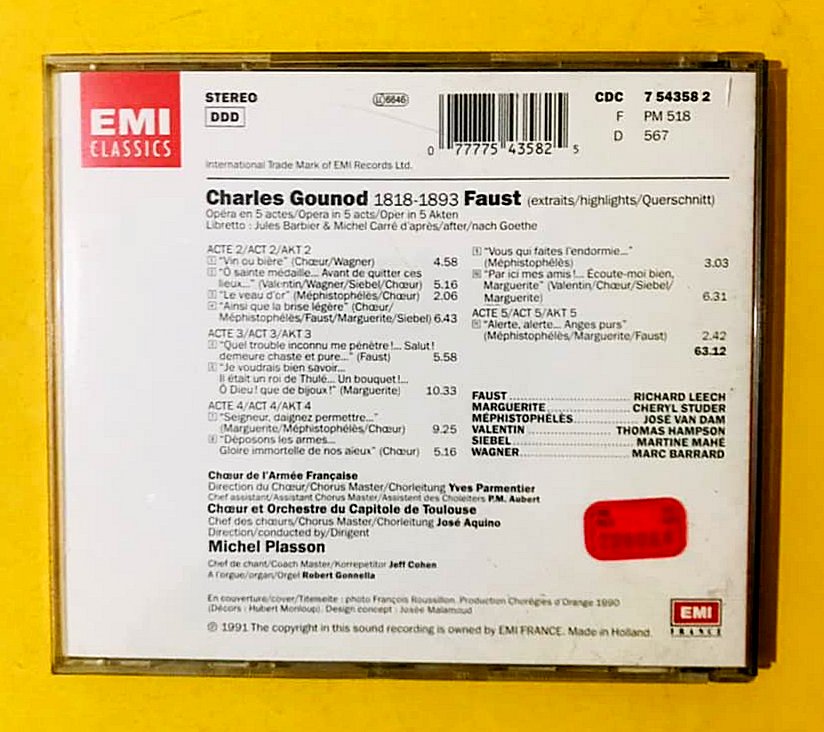 EMI
CLASSICS
STEREO
DDD
LC 6646
0 77775 43582 5
CDC 7 54358 2
F PM 518
D 567
International Trade Mark of EMI Records Ltd.
Charles Gounod 1818-1893 Faust (extraits/highlights/Querschnitt)
Opéra en 5 actes/Opera in 5 acts/Oper in 5 Akten
Libretto : Jules Barbier & Michel Carré d'après/after/nach Goethe
ACTE 2/ACT 2/AKT 2
1 "Vin ou bière" (Chœur/Wagner) 4.58
2 "Ô sainte médaille... Avant de quitter ces
lieux..." (Valentin/Wagner/Siebel/Chœur) 5.16
3 "Le veau d'or" (Méphistophélès/Chœur) 2.06
4 "Ainsi que la brise légère" (Chœur/
Méphistophélès/Faust/Marguerite/Siebel) 6.43
ACTE 3/ACT 3/AKT 3
5 "Quel trouble inconnu me pénètre!... Salut!
demeure chaste et pure..." (Faust) 5.58
6 "Je voudrais bien savoir...
Il était un roi de Thulé... Un bouquet!...
Ô Dieu! que de bijoux!" (Marguerite) 10.33
ACTE 4/ACT 4/AKT 4
7 "Seigneur, daignez permettre..."
(Marguerite/Méphistophélès/Chœur) 9.25
8 "Déposons les armes...
Gloire immortelle de nos aïeux" (Chœur) 5.16
9 "Vous qui faites l'endormie..."
(Méphistophélès) 3.03
10 "Par ici mes amis!... Écoute-moi bien,
Marguerite" (Valentin/Chœur/Siebel/
Marguerite) 6.31
ACTE 5/ACT 5/AKT 5
11 "Alerte, alerte... Anges purs"
(Méphistophélès/Marguerite/Faust) 2.42
63.12
FAUST RICHARD LEECH
MARGUERITE CHERYL STUDER
MÉPHISTOPHÉLÈS JOSÉ VAN DAM
VALENTIN THOMAS HAMPSON
SIEBEL MARTINE MAHÉ
WAGNER MARC BARRARD
Chœur de l'Armée Française
Direction du Chœur/Chorus Master/Chorleitung Yves Parmentier
Chef assistant/Assistant Chorus Master/Assistent des Choleiters P.M. Aubert
Chœur et Orchestre du Capitole de Toulouse
Chef des chœurs/Chorus Master/Chorleitung José Aquino
Direction/conducted by/Dirigent
Michel Plasson
Chef de chant/Coach Master/Korrepetitor Jeff Cohen
A l'orgue/organ/Orgel Robert Gonnella
En couverture/cover/Titelseite : photo François Roussillon. Production Chorégies d'Orange 1990
(Décors : Hubert Monloup). Design concept : Josée Malamoud
℗ 1991 The copyright in this sound recording is owned by EMI FRANCE. Made in Holland.
EMI
FRANCE